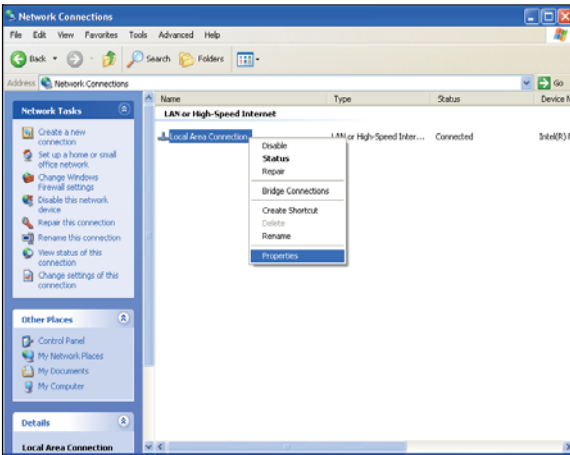 Network Connections
File Edit View Favorites Tools Advanced Help
Back Search Folders
Address Network Connections Go
Network Tasks
Create a new
connection
Set up a home or small
office network
Change Windows
Firewall settings
Disable this network
device
Repair this connection
Rename this connection
View status of this
connection
Change settings of this
connection
Other Places
Control Panel
My Network Places
My Documents
My Computer
Details
Local Area Connection
Name Type Status Device N
LAN or High-Speed Internet
Local Area Connection LAN or High-Speed Inter... Connected Intel(R)
Disable
Status
Repair
Bridge Connections
Create Shortcut
Delete
Rename
Properties